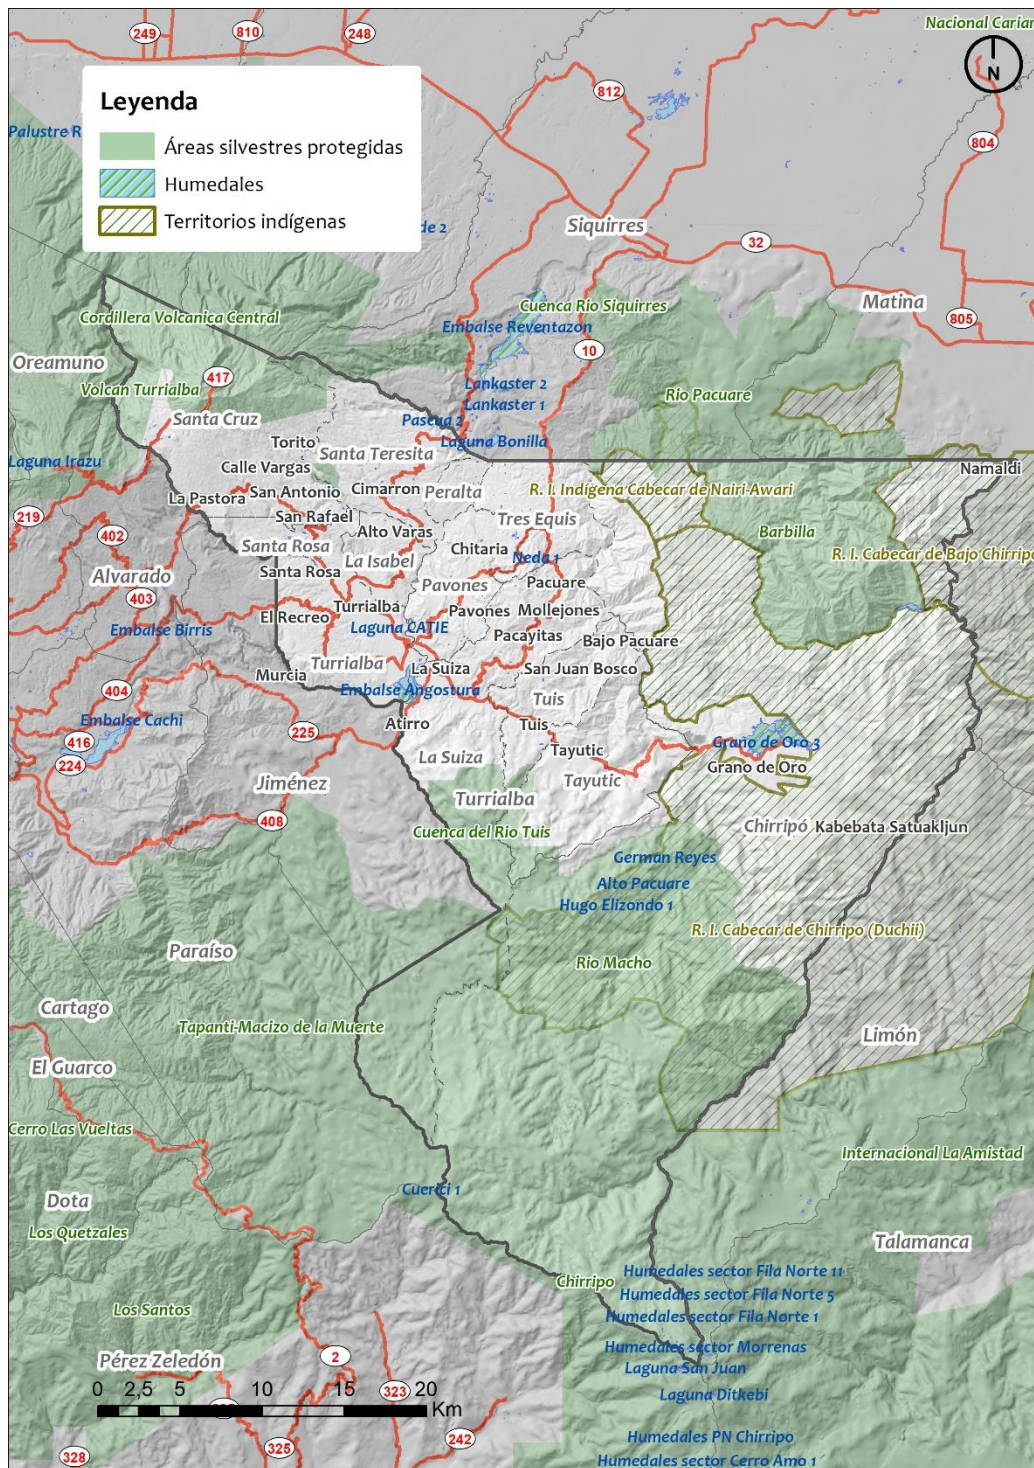 Nacional Carian
249
810
248
N
812
804
Leyenda
Áreas silvestres protegidas
Humedales
Territorios indígenas
Palustre R
de 2
Siquirres
32
Matina
805
Cuenca Rio Siquirres
Cordillera Volcanica Central
Embalse Reventazon
10
Oreamuno
417
Volcan Turrialba
Lankaster 2
Lankaster 1
Rio Pacuare
Santa Cruz
Pascua 2
Torito
Laguna Bonilla
Santa Teresita
Laguna Irazu
Calle Vargas
Namaldi
La Pastora
San Antonio
Cimarron
Peralta
R. I. Indígena Cabecar de Nairi-Awari
219
San Rafael
Tres Equis
402
Alto Varas
Barbilla
Santa Rosa
Chitaria
Neda 1
R. I. Cabecar de Bajo Chirripo
La Isabel
Alvarado
Santa Rosa
Pavones
Pacuare
403
Turrialba
Pavones
Mollejones
El Recreo
Embalse Birris
Laguna CATIE
Pacayitas
Bajo Pacuare
Turrialba
La Suiza
San Juan Bosco
Murcia
404
Embalse Angostura
Tuis
Embalse Cachi
Atirro
Tuis
416
225
Grano de Oro 3
La Suiza
Tayutic
224
Grano de Oro
Jiménez
Tayutic
Turrialba
408
Cuenca del Rio Tuis
Chirripó
Kabebata Satuakljun
German Reyes
Alto Pacuare
Hugo Elizondo 1
R. I. Cabecar de Chirripo (Duchii)
Paraíso
Rio Macho
Cartago
Tapanti-Macizo de la Muerte
Limón
El Guarco
Cerro Las Vueltas
Internacional La Amistad
Cuerici 1
Dota
Los Quetzales
Talamanca
Humedales sector Fila Norte 11
Chirripo
Humedales sector Fila Norte 5
Los Santos
Humedales sector Fila Norte 1
Humedales sector Morrenas
2
Pérez Zeledón
Laguna San Juan
0 2,5 5 10 15 20
Km
323
Laguna Ditkebi
242
Humedales PN Chirripo
325
328
Humedales sector Cerro Amo 1